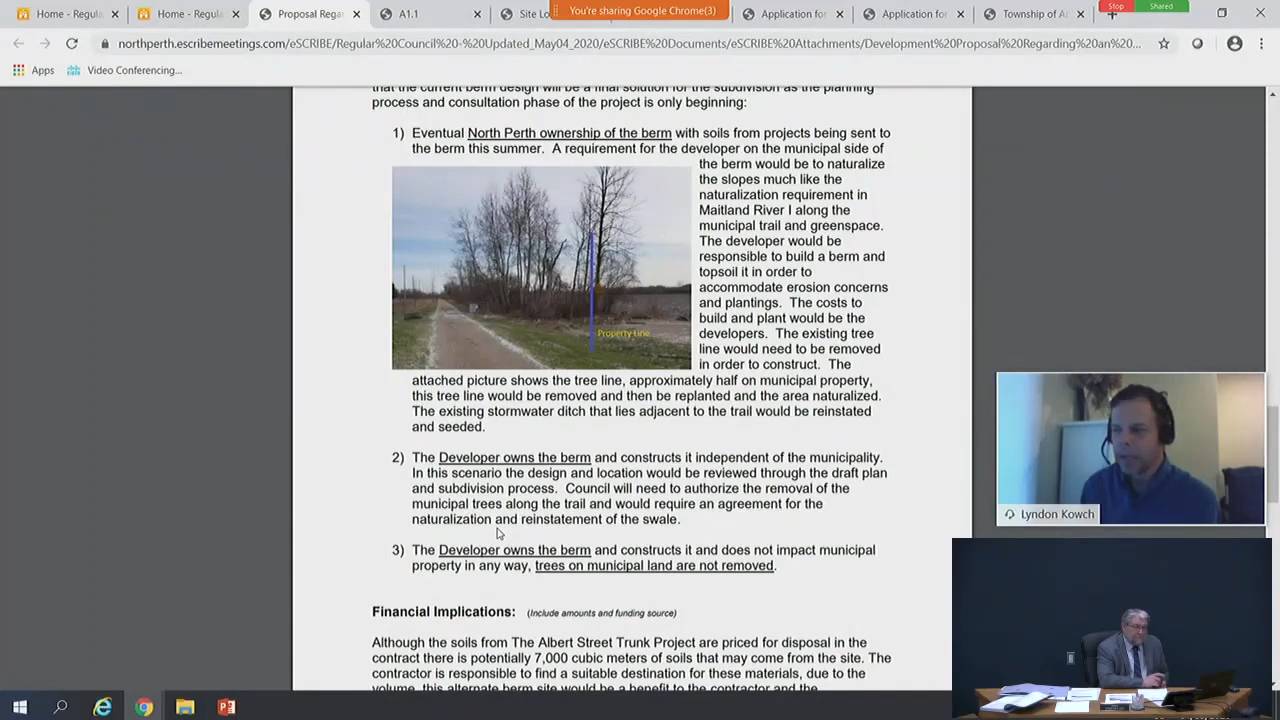 Home - Regula
Home - Regula
Proposal Rega
A1.1
Site Lo
You're sharing Google Chrome(3)
Application for
Application for
Township of A
Stop
Shared
northperth.escribemeetings.com/eSCRIBE/Regular%20Council%20-%20Updated_May04_2020/eSCRIBE%20Documents/eSCRIBE%20Attachments/Development%20Proposal%20Regarding%20an%20...
Apps
Video Conferencing...
that the current berm design will be a final solution for the subdivision as the planning
process and consultation phase of the project is only beginning:
1) Eventual North Perth ownership of the berm with soils from projects being sent to
the berm this summer. A requirement for the developer on the municipal side of
the berm would be to naturalize
the slopes much like the
naturalization requirement in
Maitland River I along the
municipal trail and greenspace.
The developer would be
responsible to build a berm and
topsoil it in order to
accommodate erosion concerns
and plantings. The costs to
build and plant would be the
developers. The existing tree
line would need to be removed
in order to construct. The
Property Line
attached picture shows the tree line, approximately half on municipal property,
this tree line would be removed and then be replanted and the area naturalized.
The existing stormwater ditch that lies adjacent to the trail would be reinstated
and seeded.
2) The Developer owns the berm and constructs it independent of the municipality.
In this scenario the design and location would be reviewed through the draft plan
and subdivision process. Council will need to authorize the removal of the
municipal trees along the trail and would require an agreement for the
naturalization and reinstatement of the swale.
3) The Developer owns the berm and constructs it and does not impact municipal
property in any way, trees on municipal land are not removed.
Financial Implications: (Include amounts and funding source)
Although the soils from The Albert Street Trunk Project are priced for disposal in the
contract there is potentially 7,000 cubic meters of soils that may come from the site. The
contractor is responsible to find a suitable destination for these materials, due to the
volume, this alternate berm site would be a benefit to the contractor and the
Lyndon Kowch